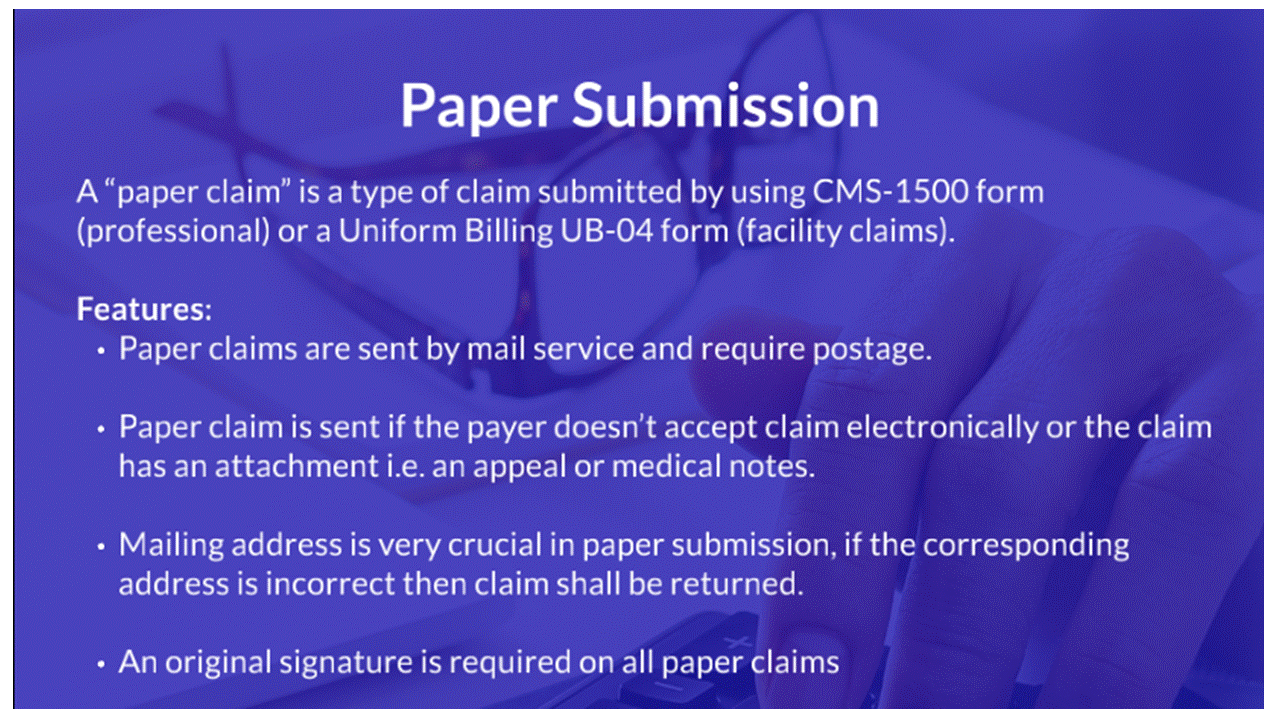 Paper Submission
A “paper claim” is a type of claim submitted by using CMS-1500 form
(professional) or a Uniform Billing UB-04 form (facility claims).
Features:
• Paper claims are sent by mail service and require postage.
• Paper claim is sent if the payer doesn’t accept claim electronically or the claim
has an attachment i.e. an appeal or medical notes.
• Mailing address is very crucial in paper submission, if the corresponding
address is incorrect then claim shall be returned.
• An original signature is required on all paper claims